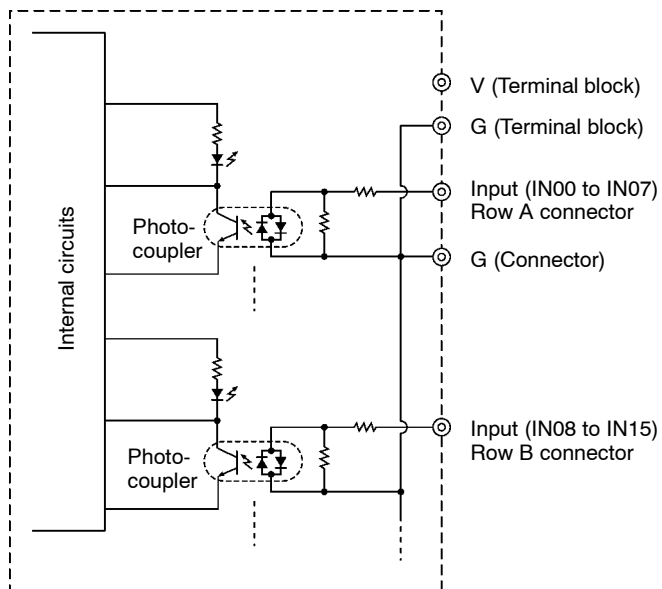 V (Terminal block)
G (Terminal block)
Input (IN00 to IN07)
Row A connector
Photo-
coupler
G (Connector)
Internal circuits
Input (IN08 to IN15)
Row B connector
Photo-
coupler